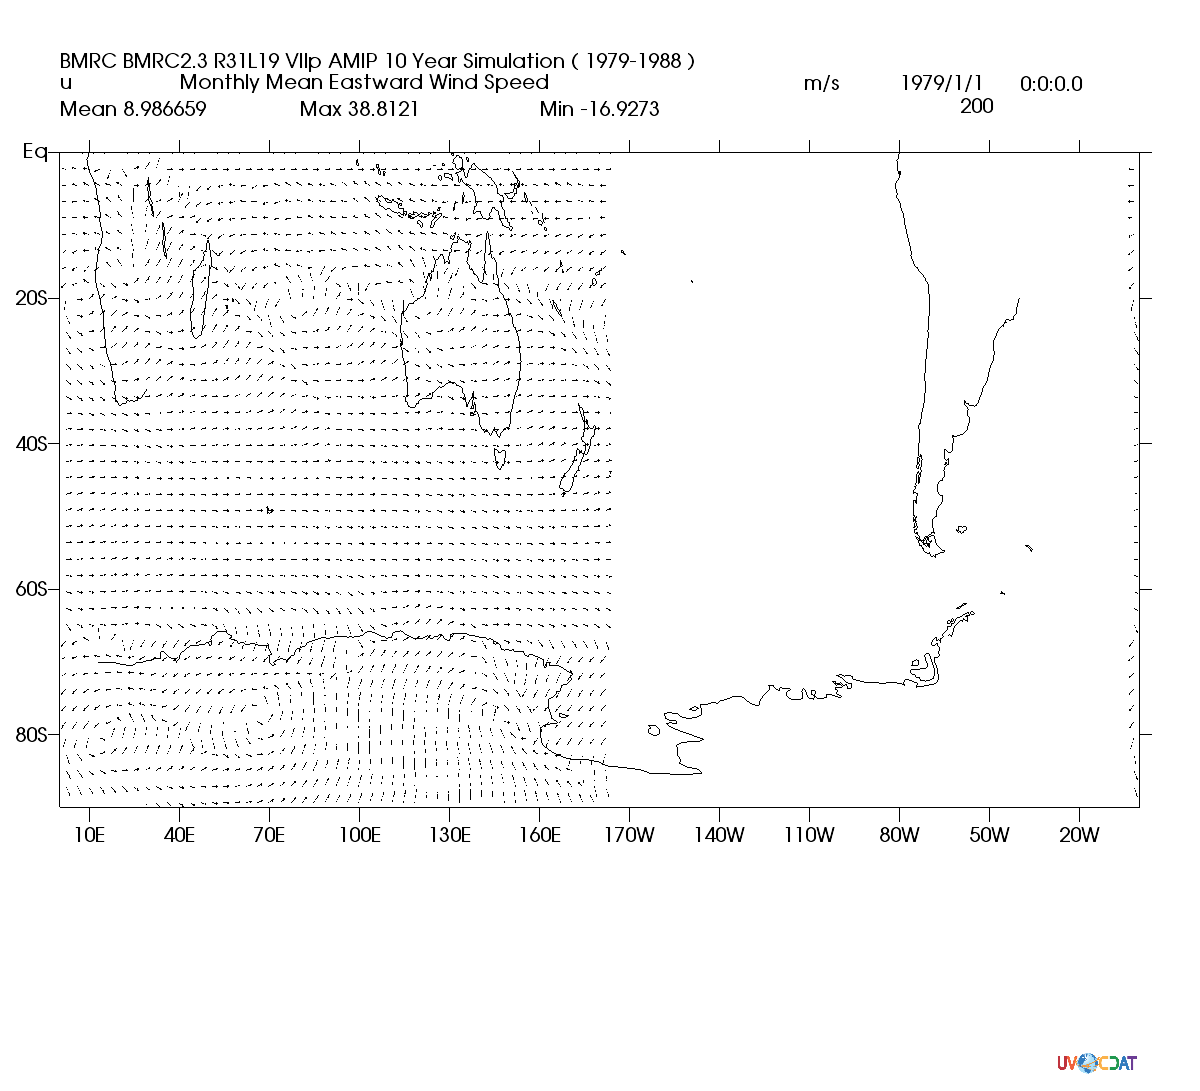 BMRC BMRC2.3 R31L19 VIIp AMIP 10 Year Simulation ( 1979-1988 )
u Monthly Mean Eastward Wind Speed m/s 1979/1/1 0:0:0.0
Mean 8.986659 Max 38.8121 Min -16.9273 200
Eq
20S
40S
60S
80S
10E 40E 70E 100E 130E 160E 170W 140W 110W 80W 50W 20W
UVCDAT